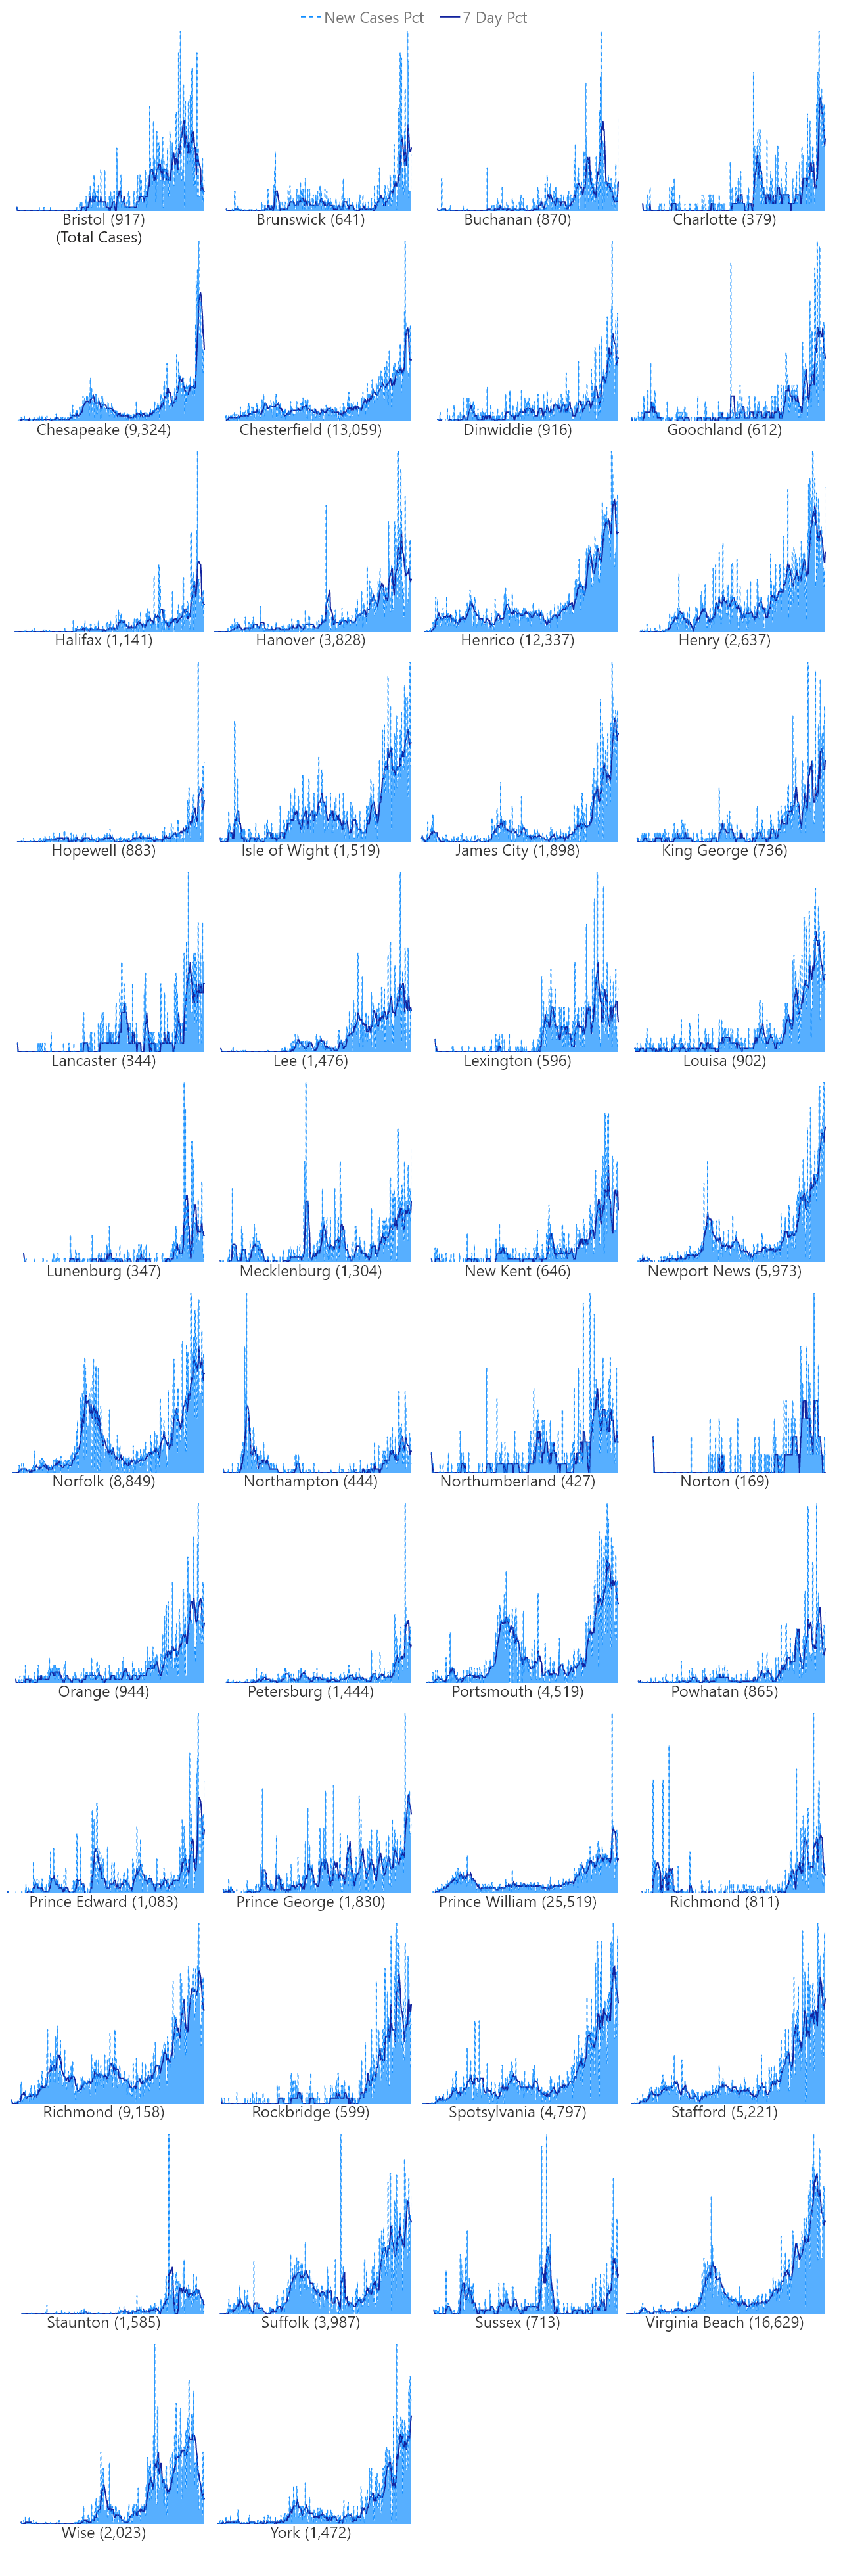 New Cases Pct 7 Day Pct
Bristol (917) Brunswick (641) Buchanan (870) Charlotte (379)
(Total Cases)
Chesapeake (9,324) Chesterfield (13,059) Dinwiddie (916) Goochland (612)
Halifax (1,141) Hanover (3,828) Henrico (12,337) Henry (2,637)
Hopewell (883) Isle of Wight (1,519) James City (1,898) King George (736)
Lancaster (344) Lee (1,476) Lexington (596) Louisa (902)
Lunenburg (347) Mecklenburg (1,304) New Kent (646) Newport News (5,973)
Norfolk (8,849) Northampton (444) Northumberland (427) Norton (169)
Orange (944) Petersburg (1,444) Portsmouth (4,519) Powhatan (865)
Prince Edward (1,083) Prince George (1,830) Prince William (25,519) Richmond (811)
Richmond (9,158) Rockbridge (599) Spotsylvania (4,797) Stafford (5,221)
Staunton (1,585) Suffolk (3,987) Sussex (713) Virginia Beach (16,629)
Wise (2,023) York (1,472)